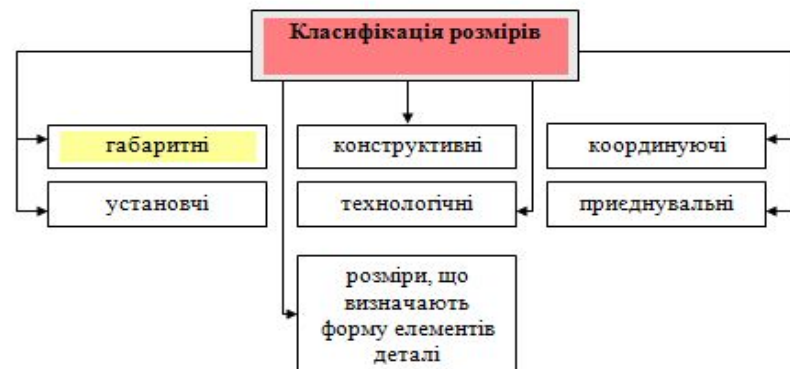 Класифікація розмірів
габаритні
конструктивні
координуючі
установчі
технологічні
приєднувальні
розміри, що
визначають
форму елементів
деталі